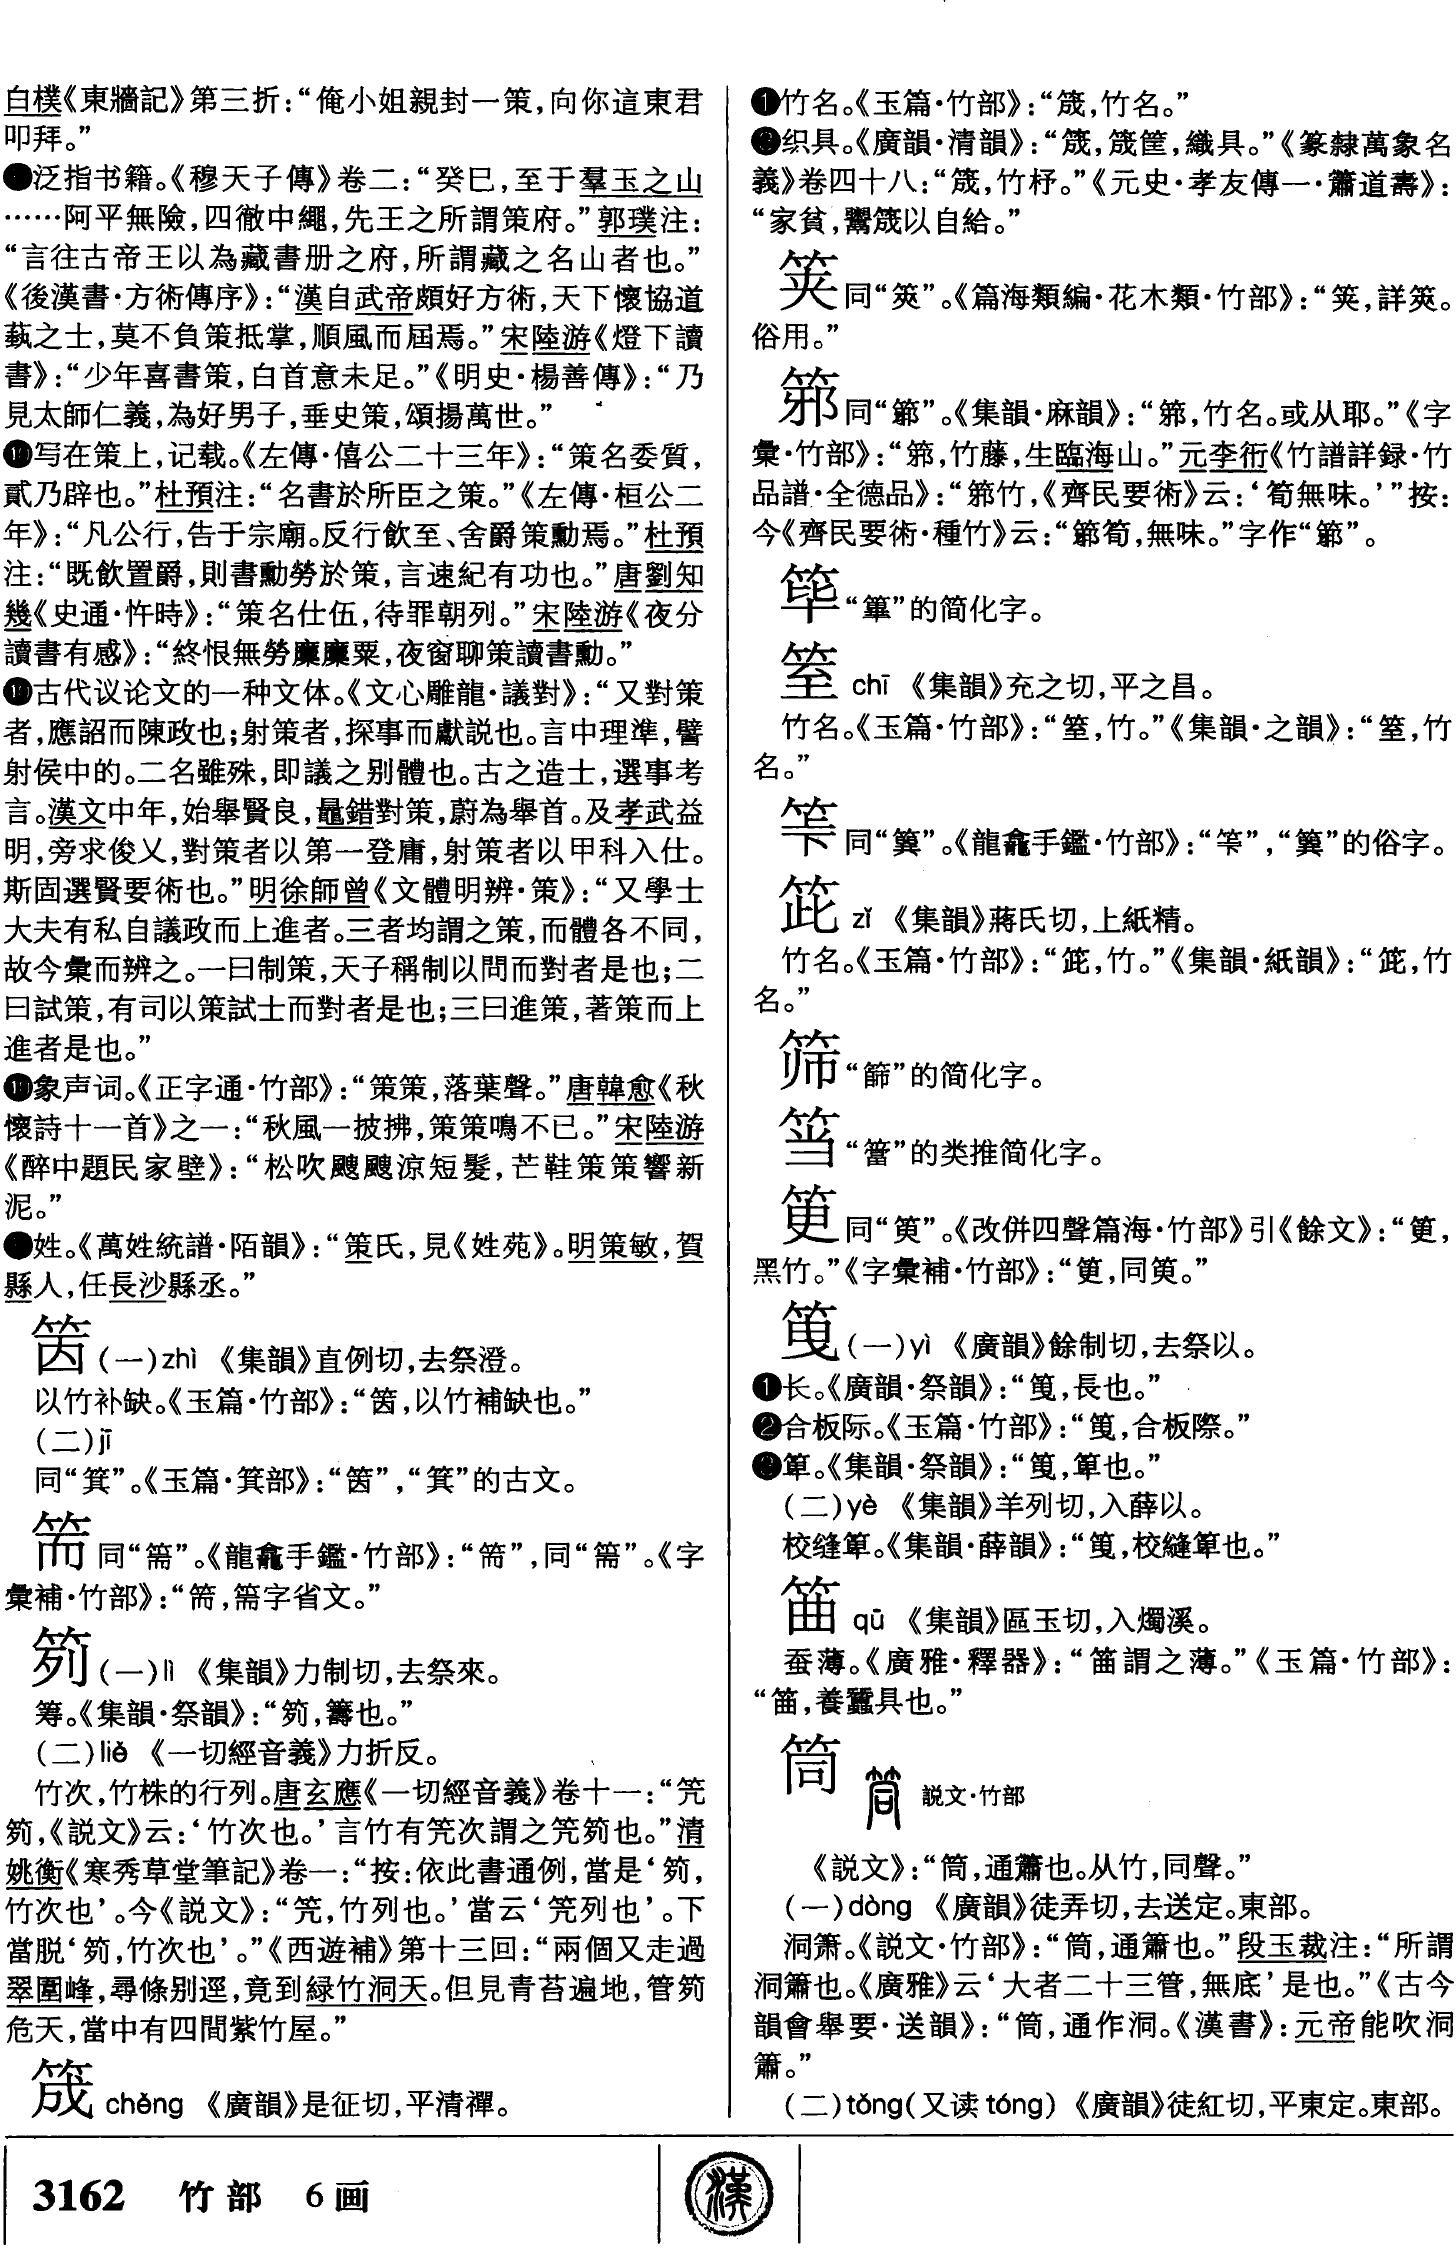 白樸《東牆記》第三折：“俺小姐親封一策，向你這東君
叩拜。”
泛指书籍。《穆天子傳》卷二：“癸巳，至于羣玉之山
……阿平無險，四徹中繩，先王之所謂策府。”郭璞注：
“言往古帝王以為藏書册之府，所謂藏之名山者也。”
《後漢書·方術傳序》：“漢自武帝頗好方術，天下懷協道
蓺之士，莫不負策抵掌，順風而屆焉。”宋陸游《燈下讀
書》：“少年喜書策，白首意未足。”《明史·楊善傳》：“乃
見太師仁義，為好男子，垂史策，頌揚萬世。”
写在策上，记载。《左傳·僖公二十三年》：“策名委質，
貳乃辟也。”杜預注：“名書於所臣之策。”《左傳·桓公二
年》：“凡公行，告于宗廟。反行飲至、舍爵策勳焉。”杜預
注：“既飲置爵，則書勳勞於策，言速紀有功也。”唐劉知
幾《史通·忤時》：“策名仕伍，待罪朝列。”宋陸游《夜分
讀書有感》：“終恨無勞糜廩粟，夜窗聊策讀書勳。”
古代议论文的一种文体。《文心雕龍·議對》：“又對策
者，應詔而陳政也；射策者，探事而獻説也。言中理準，譬
射侯中的。二名雖殊，即議之别體也。古之造士，選事考
言。漢文中年，始舉賢良，鼂錯對策，蔚為舉首。及孝武益
明，旁求俊乂，對策者以第一登庸，射策者以甲科入仕。
斯固選賢要術也。”明徐師曾《文體明辨·策》：“又學士
大夫有私自議政而上進者。三者均謂之策，而體各不同，
故今彙而辨之。一曰制策，天子稱制以問而對者是也；二
曰試策，有司以策試士而對者是也；三曰進策，著策而上
進者是也。”
象声词。《正字通·竹部》：“策策，落葉聲。”唐韓愈《秋
懷詩十一首》之一：“秋風一披拂，策策鳴不已。”宋陸游
《醉中題民家壁》：“松吹颼颼涼短髮，芒鞋策策響新
泥。”
姓。《萬姓統譜·陌韻》：“策氏，見《姓苑》。明策敏，賀
縣人，任長沙縣丞。”
㘝(一)zhì 《集韻》直例切，去祭澄。
以竹补缺。《玉篇·竹部》：“，以竹補缺也。”
(二)jī
同“箕”。《玉篇·箕部》：“”，“箕”的古文。
筎同“䈔”。《龍龕手鑑·竹部》：“”，同“”。《字
彙補·竹部》：“，字省文。”
䇟(一)lì 《集韻》力制切，去祭來。
筹。《集韻·祭韻》：“䇟，籌也。”
(二)liè 《一切經音義》力折反。
竹次，竹株的行列。唐玄應《一切經音義》卷十一：“笐
䇟，《説文》云：‘竹次也。’言竹有笐次謂之笐䇟也。”清
姚衡《寒秀草堂筆記》卷一：“按：依此書通例，當是‘䇟，
竹次也’。今《説文》：“笐，竹列也。’當云‘笐列也’。下
當脱‘䇟，竹次也’。”《西遊補》第十三回：“兩個又走過
翠圍峰，尋條别逕，竟到緑竹洞天。但見青苔遍地，管䇟
危天，當中有四間紫竹屋。”
筬 chěng 《廣韻》是征切，平清禪。
❶竹名。《玉篇·竹部》：“筬，竹名。”
❷织具。《廣韻·清韻》：“筬，筬筐，織具。”《篆隸萬象名
義》卷四十八：“筬，竹杼。”《元史·孝友傳一·蕭道壽》：
“家貧，鬻筬以自給。”
䇲同“筴”。《篇海類編·花木類·竹部》：“䇲，詳筴。
俗用。”
䈄同“䈄”。《集韻·麻韻》：“，竹名。或从耶。”《字
彙·竹部》：“，竹藤，生臨海山。”元李衎《竹譜詳録·竹
品譜·全德品》：“竹，《齊民要術》云：‘筍無味。’”按：
今《齊民要術·種竹》云：“筍，無味。”字作“”。
筚“篳”的简化字。
 chī 《集韻》充之切，平之昌。
竹名。《玉篇·竹部》：“，竹。”《集韻·之韻》：“，竹
名。”
同“簨”。《龍龕手鑑·竹部》：“”，“”的俗字。
 zǐ 《集韻》蔣氏切，上紙精。
竹名。《玉篇·竹部》：“，竹。”《集韻·紙韻》：“，竹
名。”
筛“篩”的简化字。
筜“簹”的类推简化字。
同“”。《改併四聲篇海·竹部》引《餘文》：“，
黑竹。”《字彙補·竹部》：“，同。”
䇩(一)yì 《廣韻》餘制切，去祭以。
❶长。《廣韻·祭韻》：“䇩，長也。”
❷合板际。《玉篇·竹部》：“䇩，合板際。”
❸箄。《集韻·祭韻》：“䇩，箄也。”
(二)yè 《集韻》羊列切，入薛以。
校缝箄。《集韻·薛韻》：“䇩，校縫箄也。”
笛 qū 《集韻》區玉切，入燭溪。
蚕薄。《廣雅·釋器》：“筁謂之薄。”《玉篇·竹部》：
“筁，養蠶具也。”
筒
説文·竹部
《説文》：“筒，通簫也。从竹，同聲。”
(一)dòng 《廣韻》徒弄切，去送定。東部。
洞箫。《説文·竹部》：“筒，通簫也。”段玉裁注：“所謂
洞簫也。《廣雅》云‘大者二十三管，無底’是也。”《古今
韻會舉要·送韻》：“筒，通作洞。《漢書》：元帝能吹洞
簫。”
(二)tǒng(又读 tóng) 《廣韻》徒紅切，平東定。東部。
3162 竹部 6画
漢